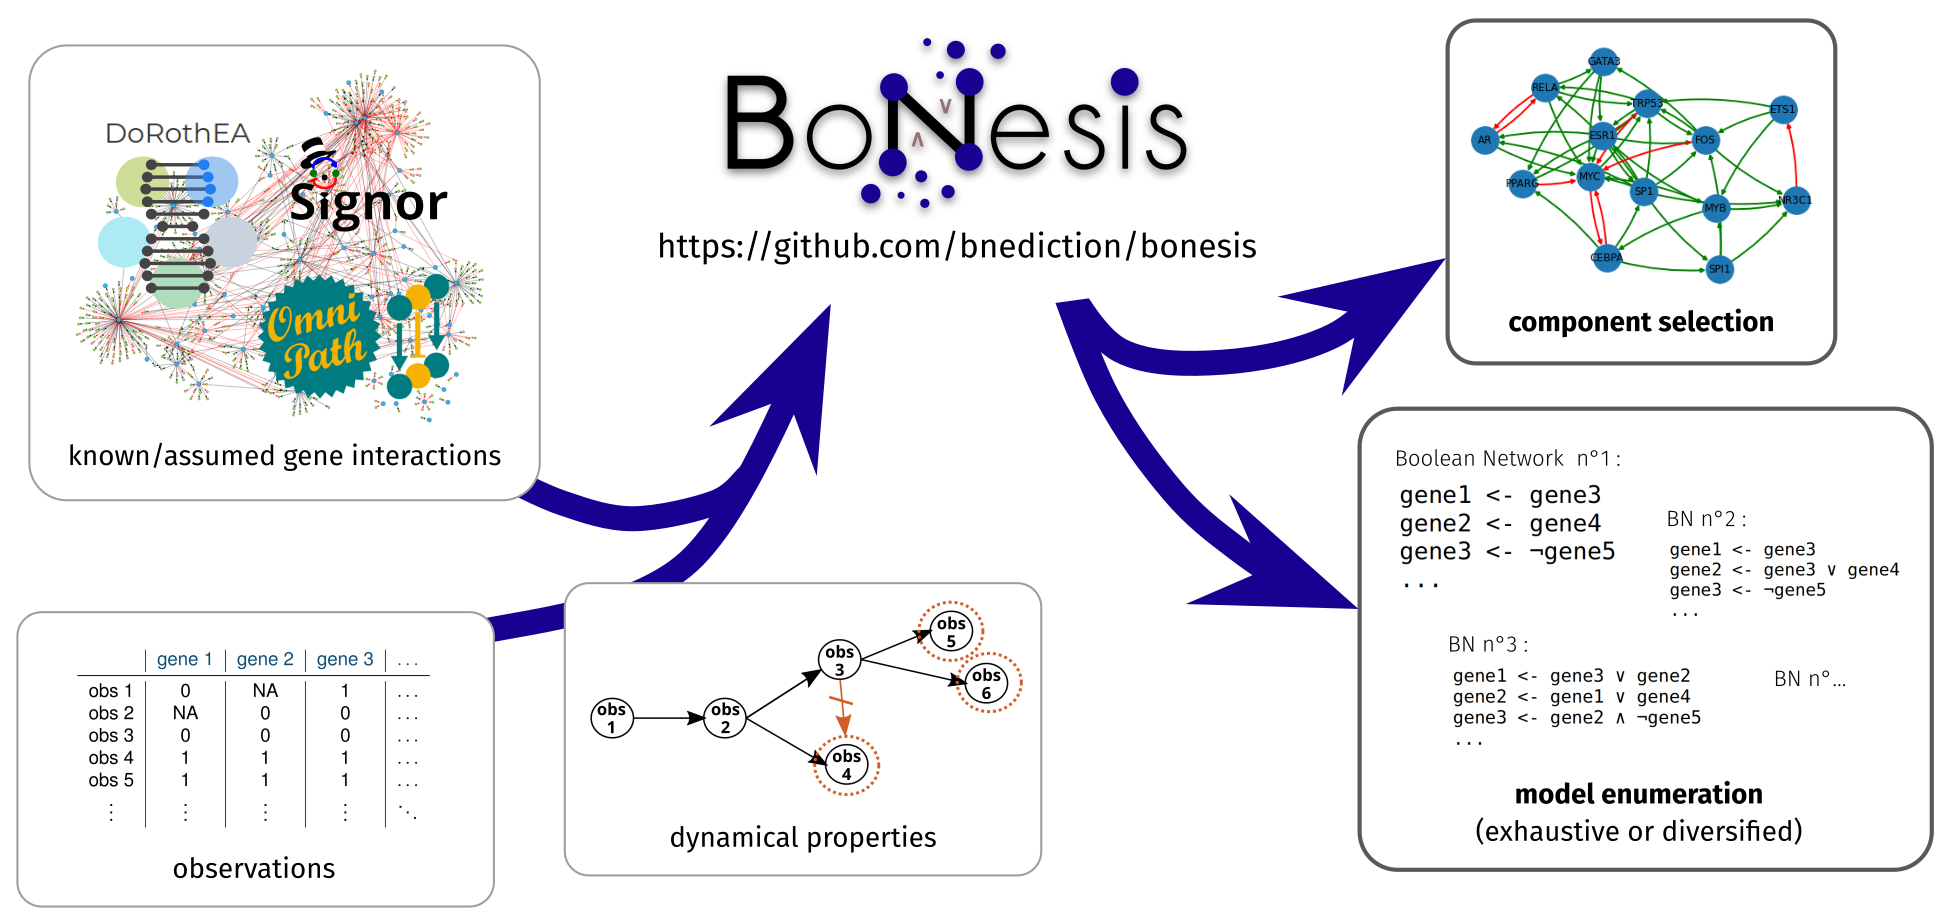 DoRothEA
Signor
Omni
Path
known/assumed gene interactions
BoNesis
∨
∧
https://github.com/bnediction/bonesis
GATA3
RELA
TRP53
ETS1
AR
ESR1
FOS
PPARG
MYC
SP1
MYB
NR3C1
CEBPA
SPI1
component selection
gene 1 gene 2 gene 3 ...
obs 1 0 NA 1 ...
obs 2 NA 0 0 ...
obs 3 0 0 0 ...
obs 4 1 1 1 ...
obs 5 1 1 1 ...
⋮ ⋮ ⋮ ⋮ ⋱
observations
obs
1
obs
2
obs
3
obs
4
obs
5
obs
6
dynamical properties
Boolean Network n°1:
gene1 <- gene3
gene2 <- gene4
gene3 <- ¬gene5
...
BN n°2:
gene1 <- gene3
gene2 <- gene3 ∨ gene4
gene3 <- ¬gene5
...
BN n°3:
gene1 <- gene3 ∨ gene2
gene2 <- gene1 ∨ gene4
gene3 <- gene2 ∧ ¬gene5
...
BN n°...
model enumeration
(exhaustive or diversified)